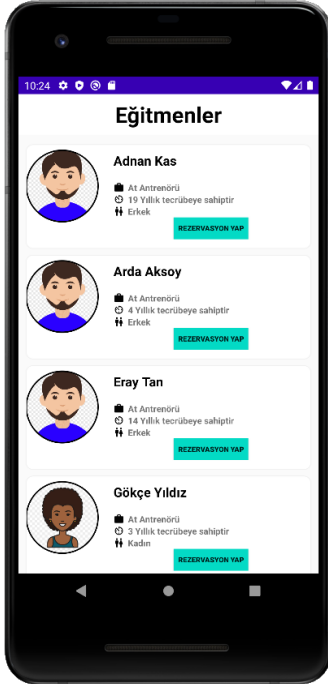 10:24
Eğitmenler
Adnan Kas
At Antrenörü
19 Yıllık tecrübeye sahiptir
Erkek
REZERVASYON YAP
Arda Aksoy
At Antrenörü
4 Yıllık tecrübeye sahiptir
Erkek
REZERVASYON YAP
Eray Tan
At Antrenörü
14 Yıllık tecrübeye sahiptir
Erkek
REZERVASYON YAP
Gökçe Yıldız
At Antrenörü
3 Yıllık tecrübeye sahiptir
Kadın
REZERVASYON YAP